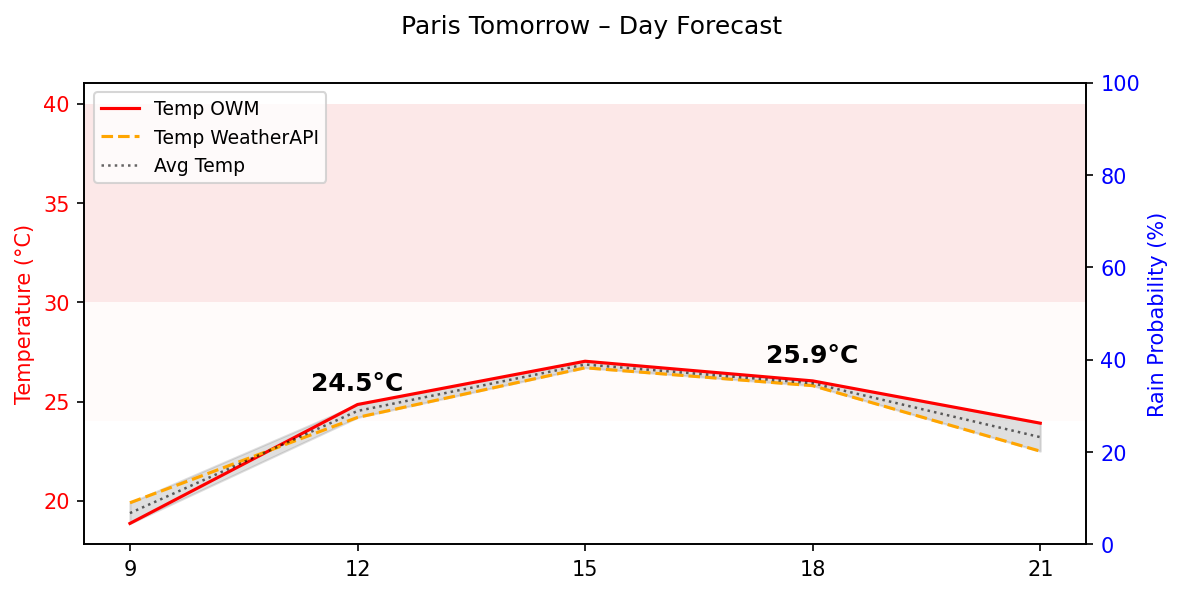 Paris Tomorrow – Day Forecast
Temp OWM
Temp WeatherAPI
Avg Temp
40
35
30
25
20
Temperature (°C)
24.5°C
25.9°C
100
80
60
40
20
0
Rain Probability (%)
9
12
15
18
21